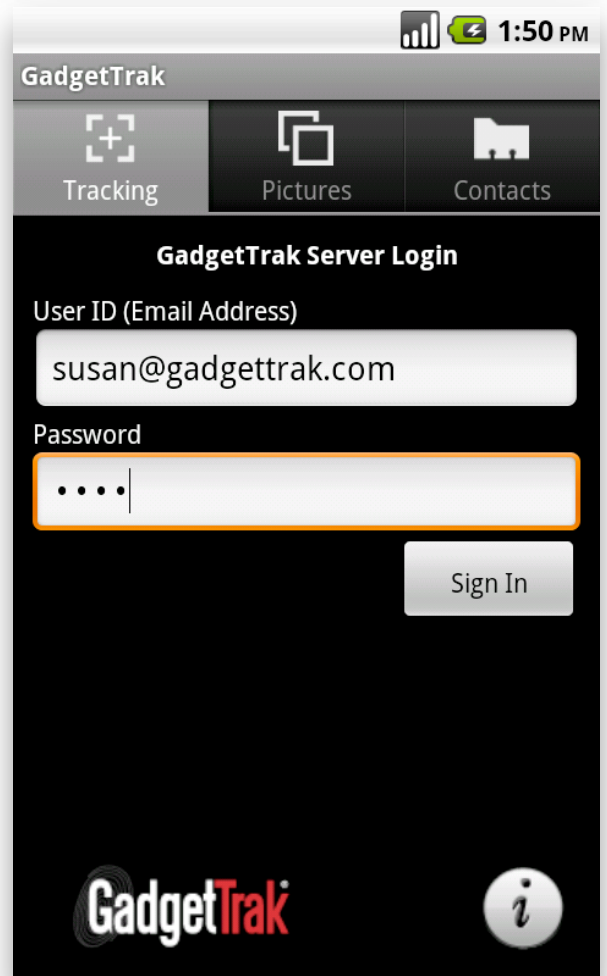 1:50 PM
GadgetTrak
Tracking Pictures Contacts
GadgetTrak Server Login
User ID (Email Address)
susan@gadgettrak.com
Password
••••
Sign In
GadgetTrak
i